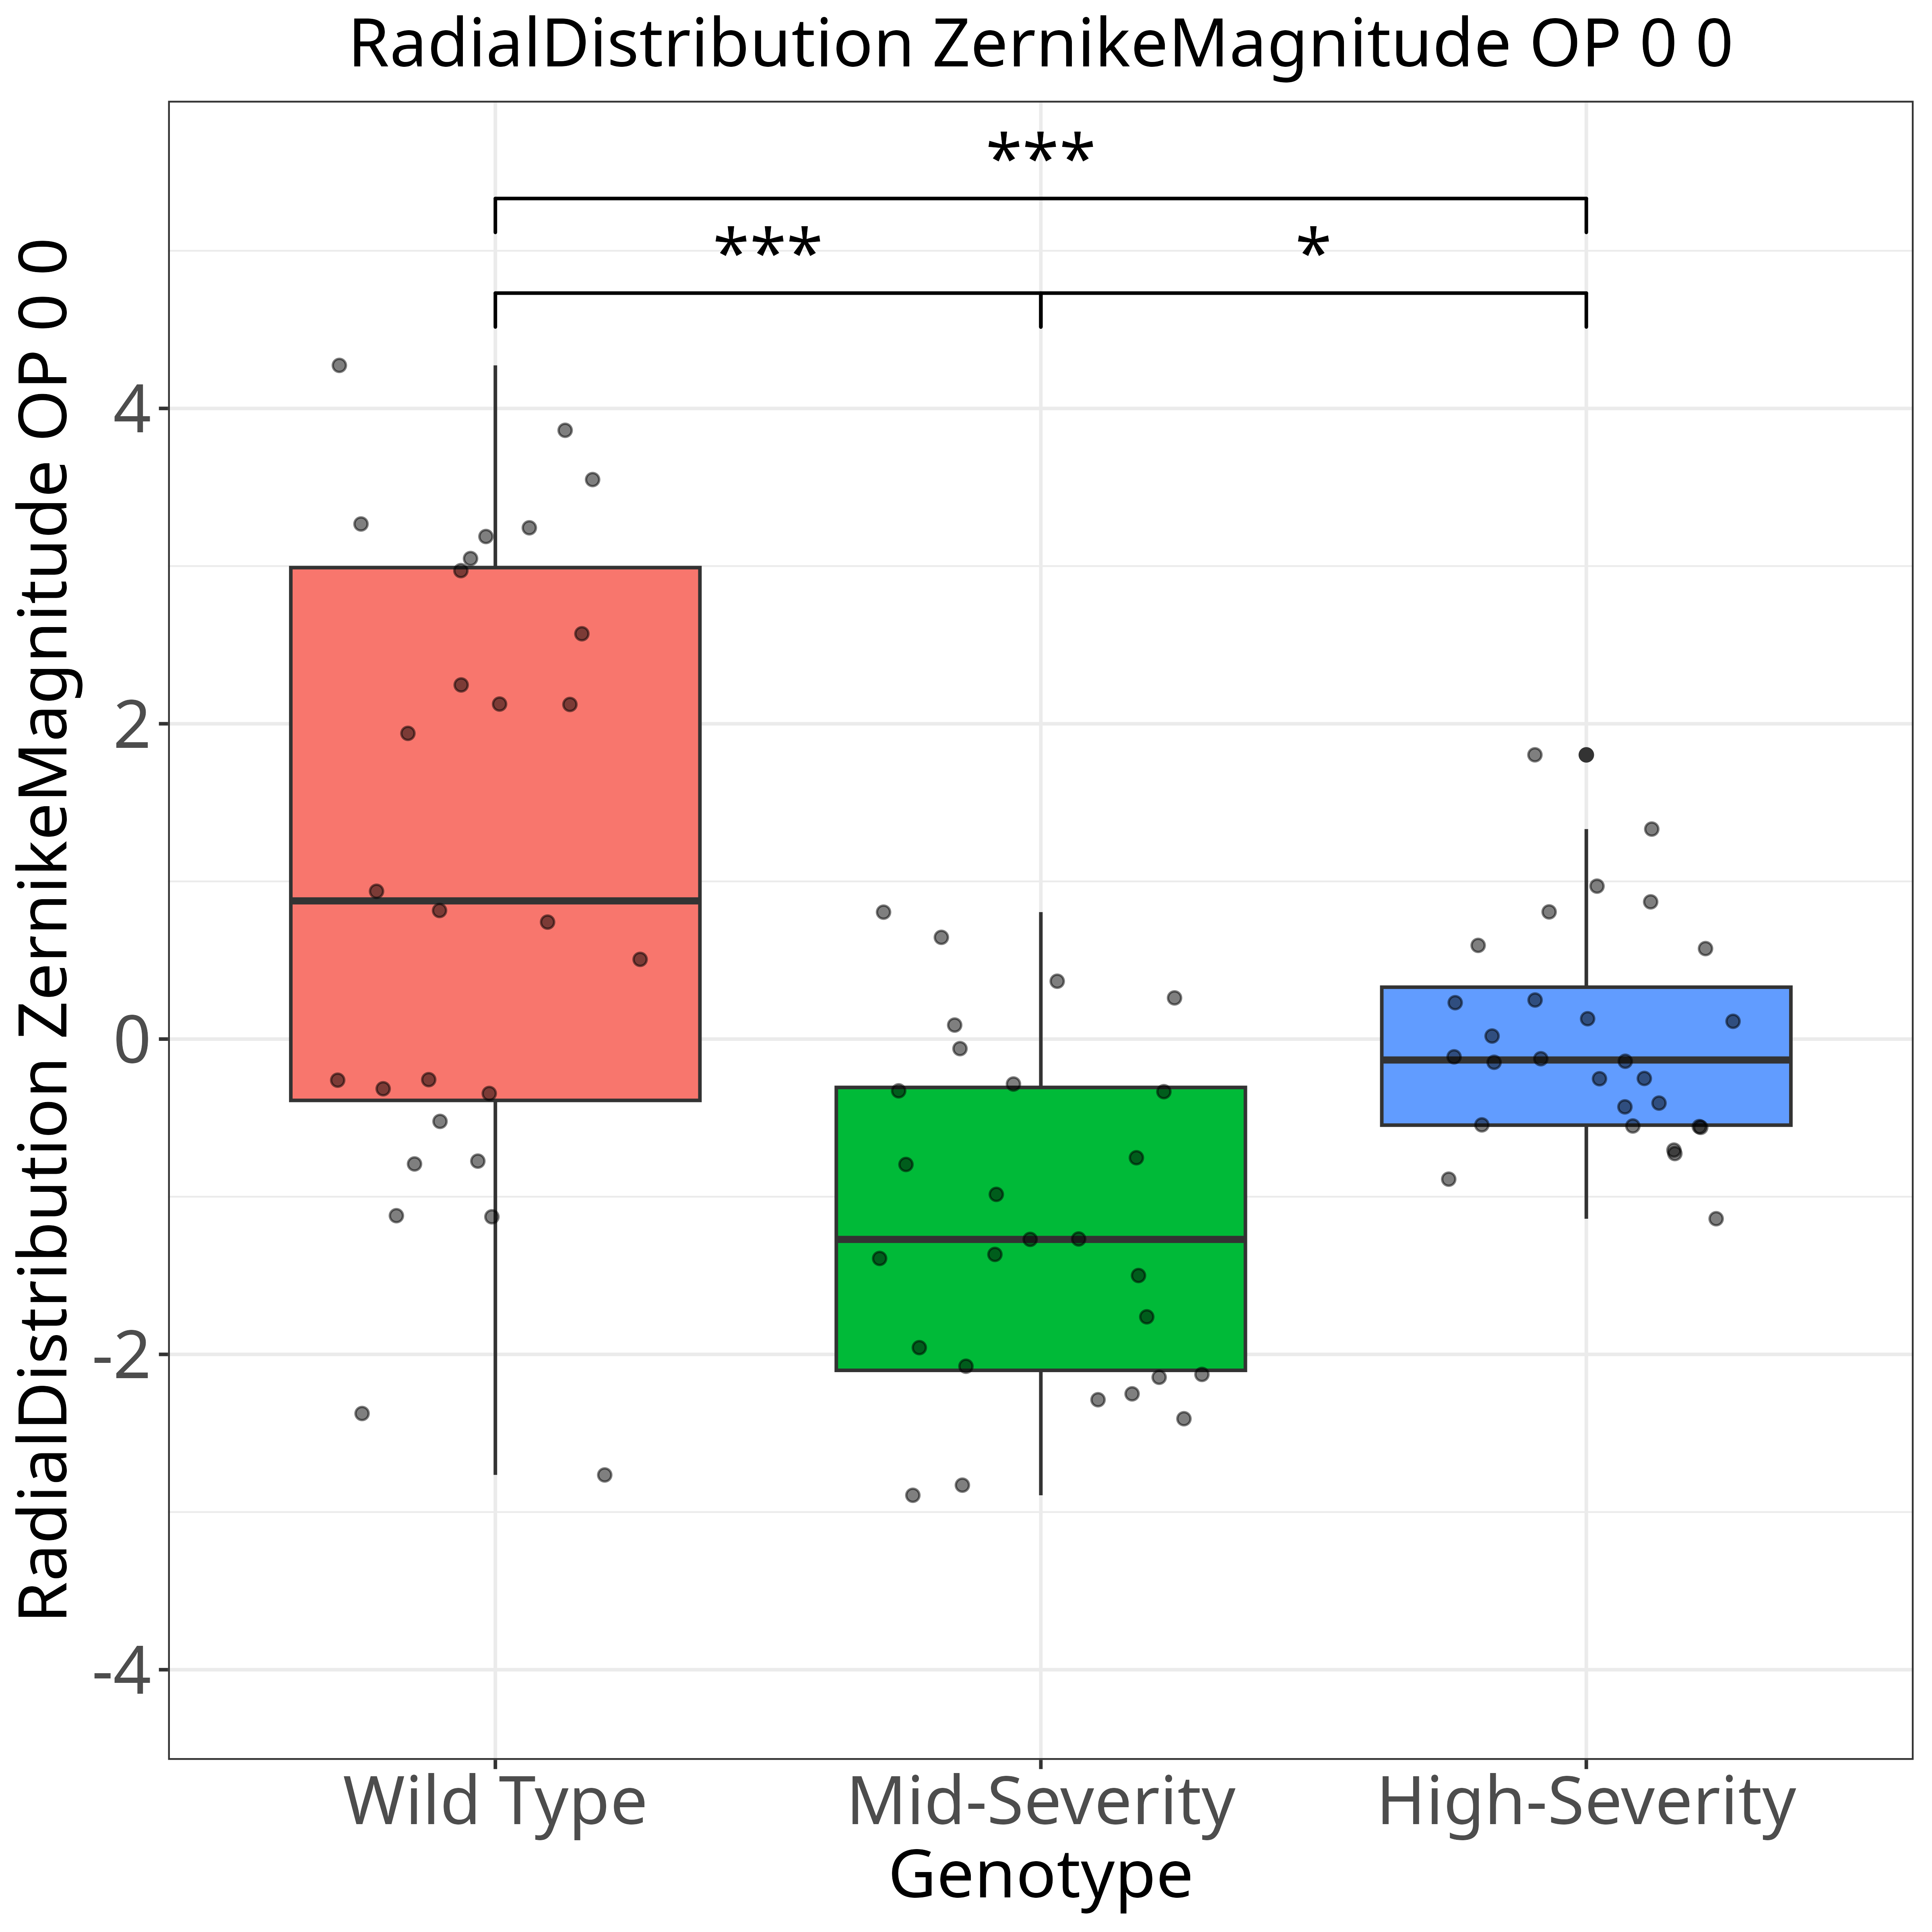 RadialDistribution ZernikeMagnitude OP 0 0
***
***
*
RadialDistribution ZernikeMagnitude OP 0 0
4
2
0
-2
-4
Wild Type
Mid-Severity
High-Severity
Genotype